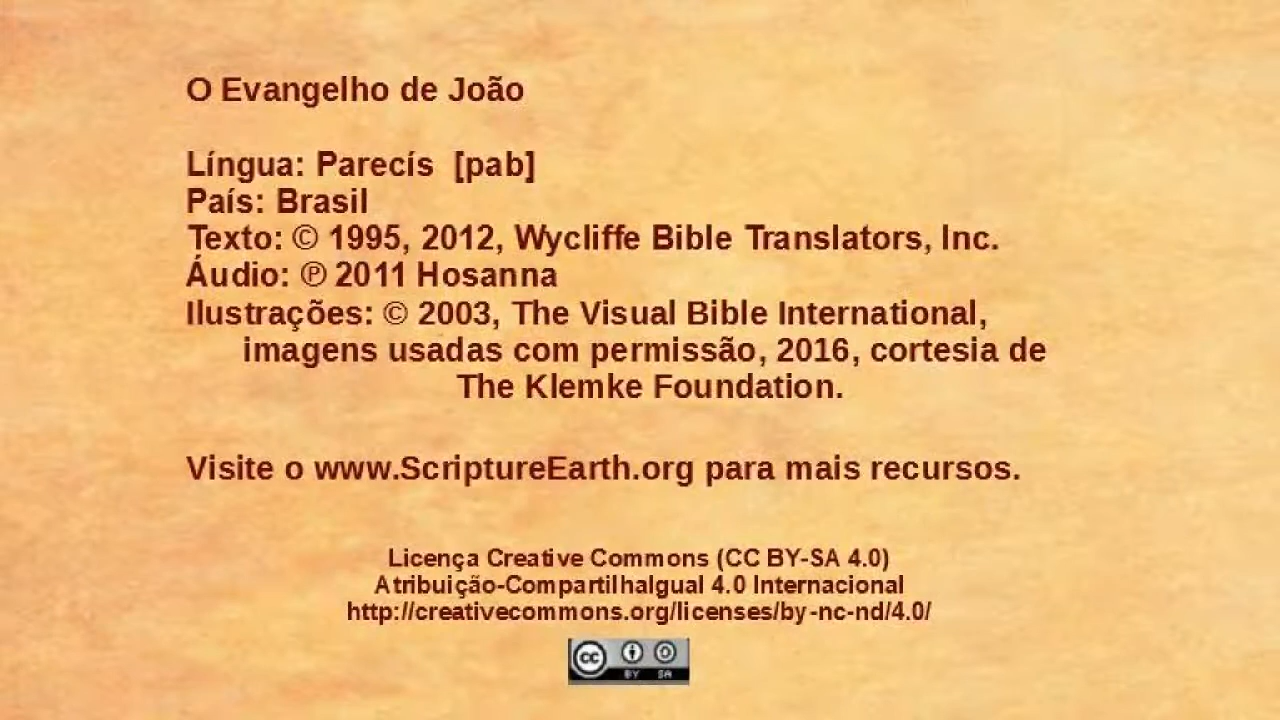 O Evangelho de João
Língua: Parecís [pab]
País: Brasil
Texto: © 1995, 2012, Wycliffe Bible Translators, Inc.
Áudio: ℗ 2011 Hosanna
Ilustrações: © 2003, The Visual Bible International,
imagens usadas com permissão, 2016, cortesia de
The Klemke Foundation.
Visite o www.ScriptureEarth.org para mais recursos.
Licença Creative Commons (CC BY-SA 4.0)
Atribuição-CompartilhaIgual 4.0 Internacional
http://creativecommons.org/licenses/by-nc-nd/4.0/
cc BY SA